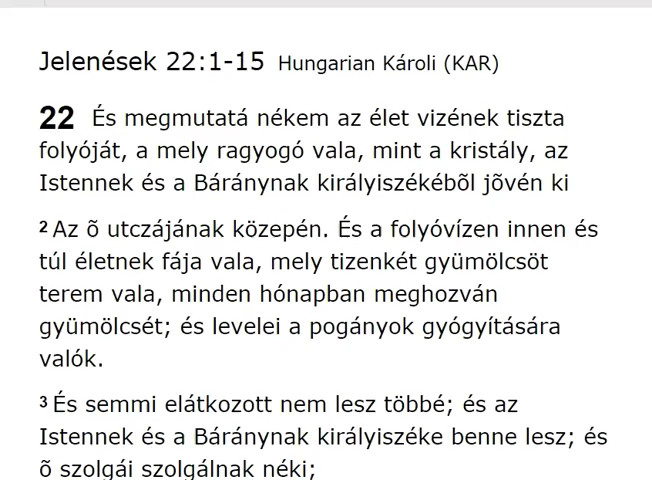 Jelenések 22:1-15 Hungarian Károli (KAR)
22 És megmutatá nékem az élet vizének tiszta
folyóját, a mely ragyogó vala, mint a kristály, az
Istennek és a Báránynak királyiszékébõl jõvén ki
2 Az õ utczájának közepén. És a folyóvízen innen és
túl életnek fája vala, mely tizenkét gyümölcsöt
terem vala, minden hónapban meghozván
gyümölcsét; és levelei a pogányok gyógyítására
valók.
3 És semmi elátkozott nem lesz többé; és az
Istennek és a Báránynak királyiszéke benne lesz; és
õ szolgái szolgálnak néki;